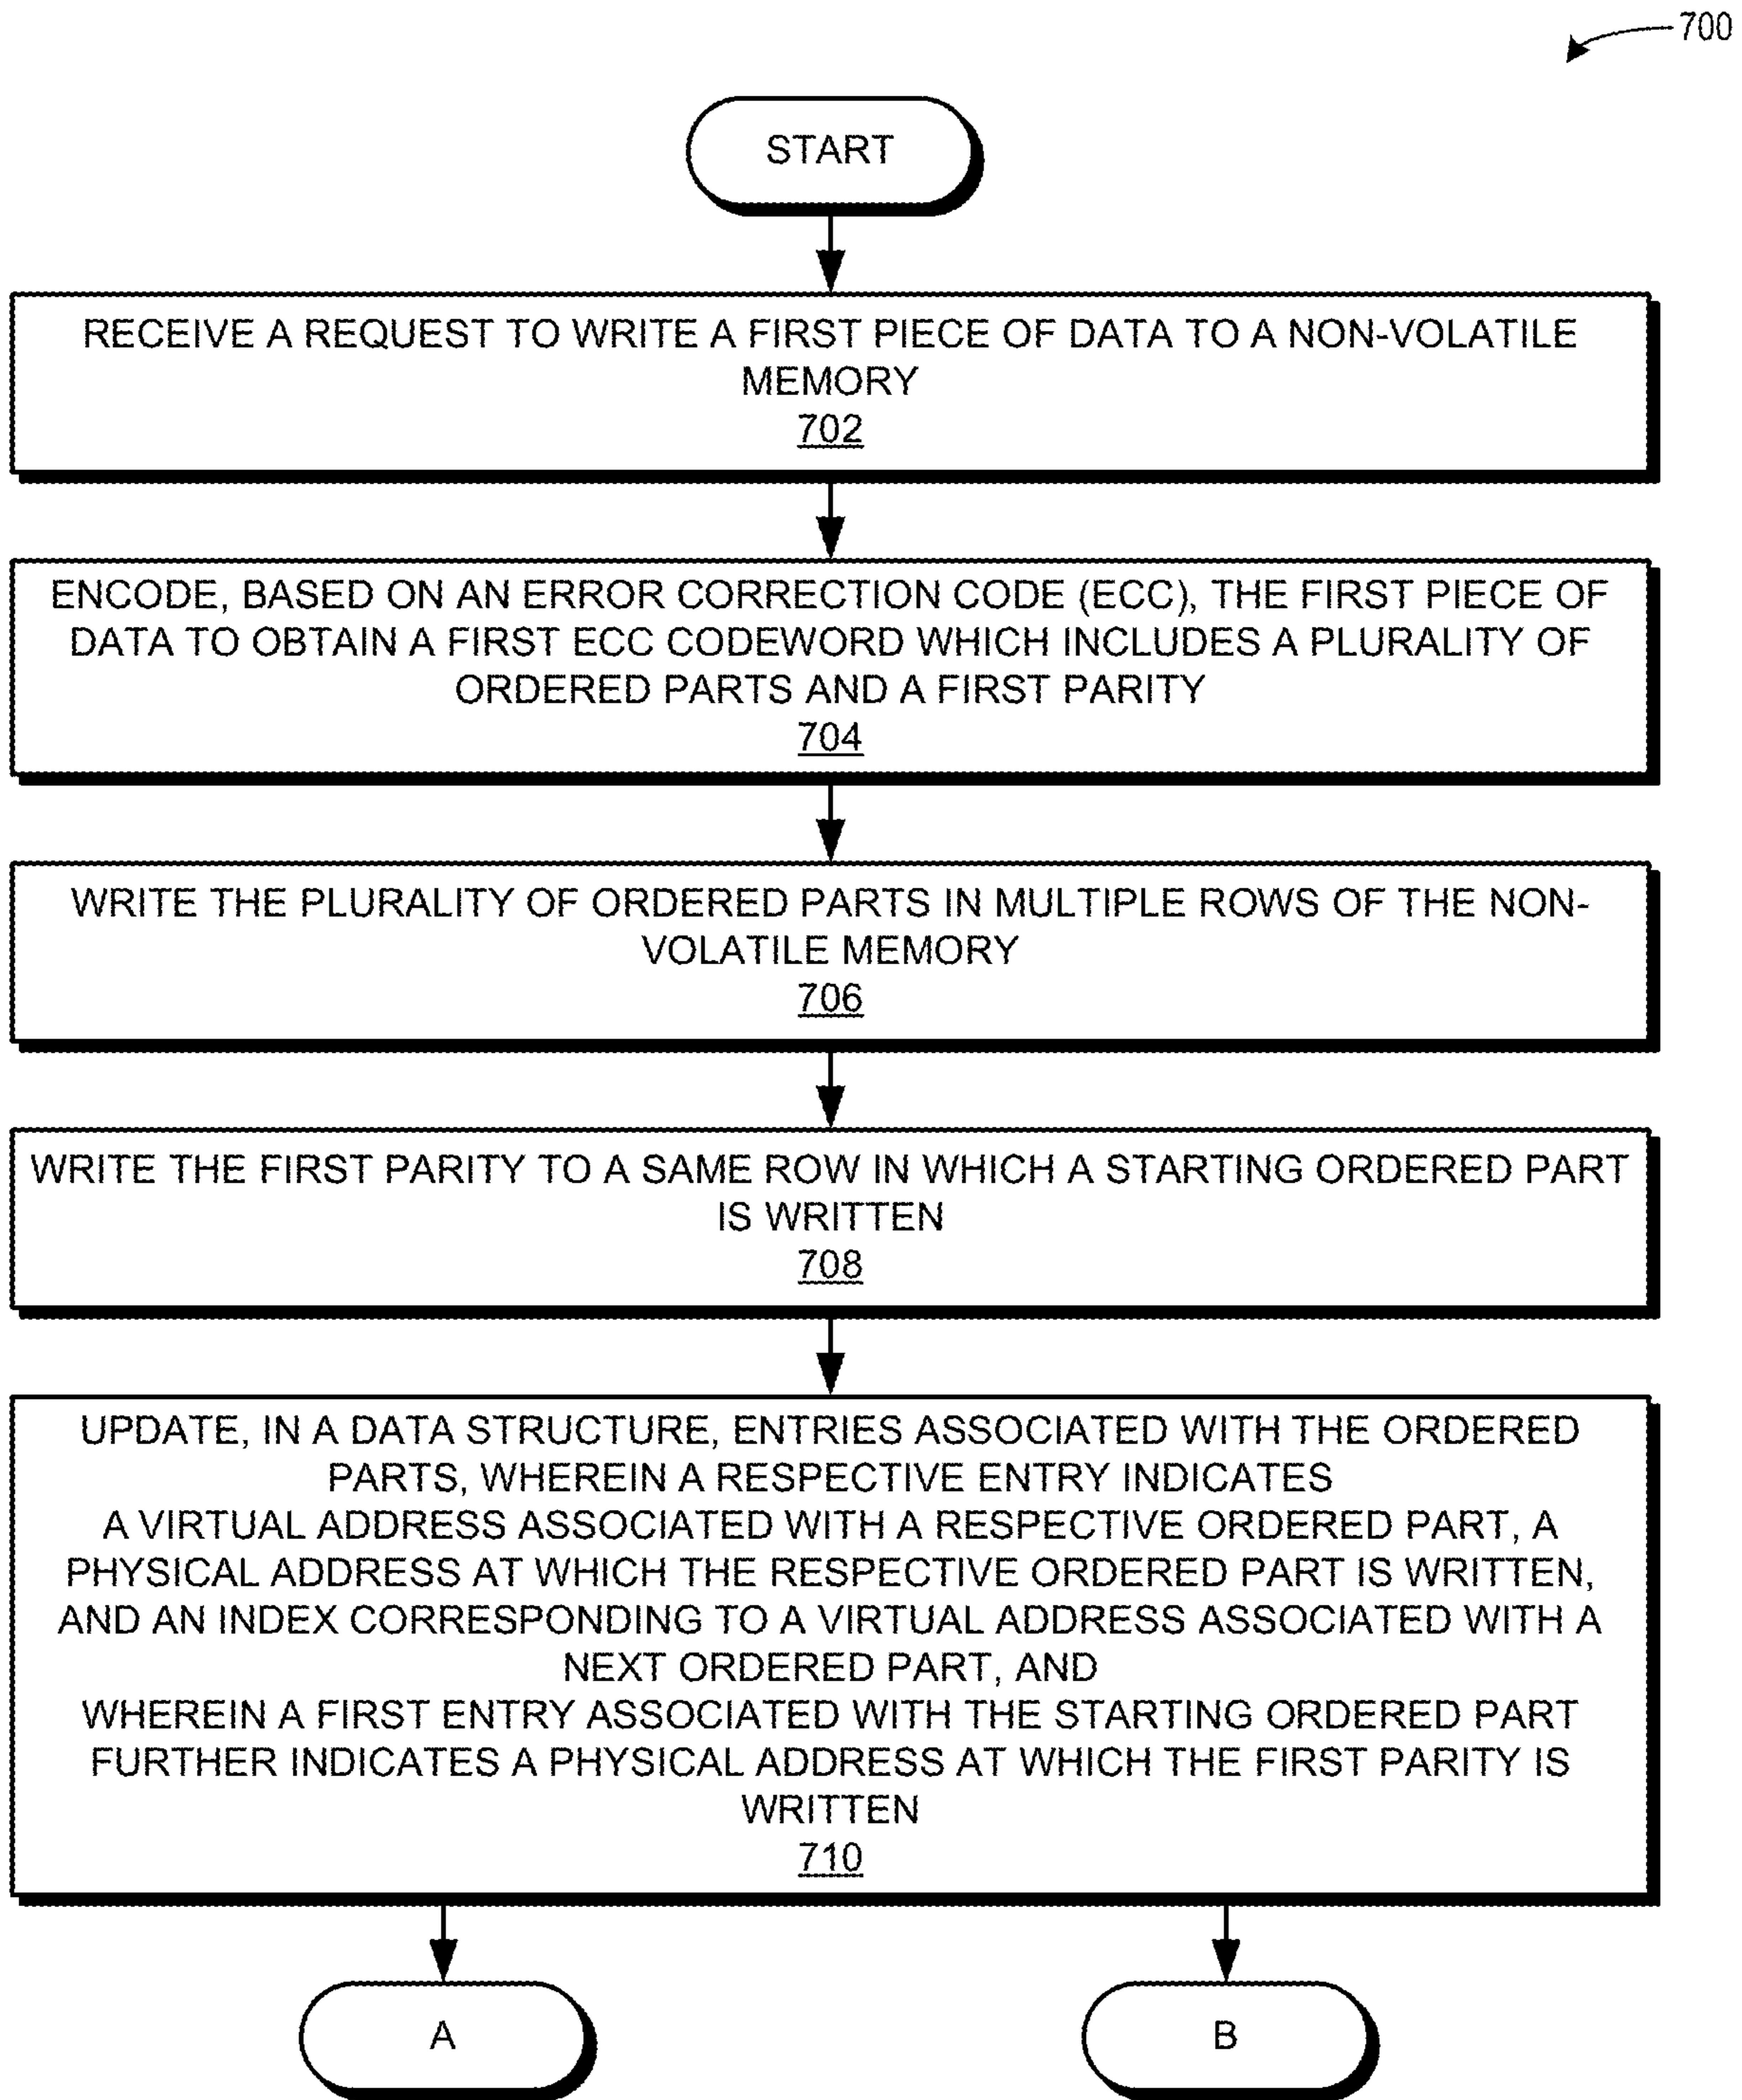 700
START
RECEIVE A REQUEST TO WRITE A FIRST PIECE OF DATA TO A NON-VOLATILE
MEMORY
702
ENCODE, BASED ON AN ERROR CORRECTION CODE (ECC), THE FIRST PIECE OF
DATA TO OBTAIN A FIRST ECC CODEWORD WHICH INCLUDES A PLURALITY OF
ORDERED PARTS AND A FIRST PARITY
704
WRITE THE PLURALITY OF ORDERED PARTS IN MULTIPLE ROWS OF THE NON-
VOLATILE MEMORY
706
WRITE THE FIRST PARITY TO A SAME ROW IN WHICH A STARTING ORDERED PART
IS WRITTEN
708
UPDATE, IN A DATA STRUCTURE, ENTRIES ASSOCIATED WITH THE ORDERED
PARTS, WHEREIN A RESPECTIVE ENTRY INDICATES
A VIRTUAL ADDRESS ASSOCIATED WITH A RESPECTIVE ORDERED PART, A
PHYSICAL ADDRESS AT WHICH THE RESPECTIVE ORDERED PART IS WRITTEN,
AND AN INDEX CORRESPONDING TO A VIRTUAL ADDRESS ASSOCIATED WITH A
NEXT ORDERED PART, AND
WHEREIN A FIRST ENTRY ASSOCIATED WITH THE STARTING ORDERED PART
FURTHER INDICATES A PHYSICAL ADDRESS AT WHICH THE FIRST PARITY IS
WRITTEN
710
A
B